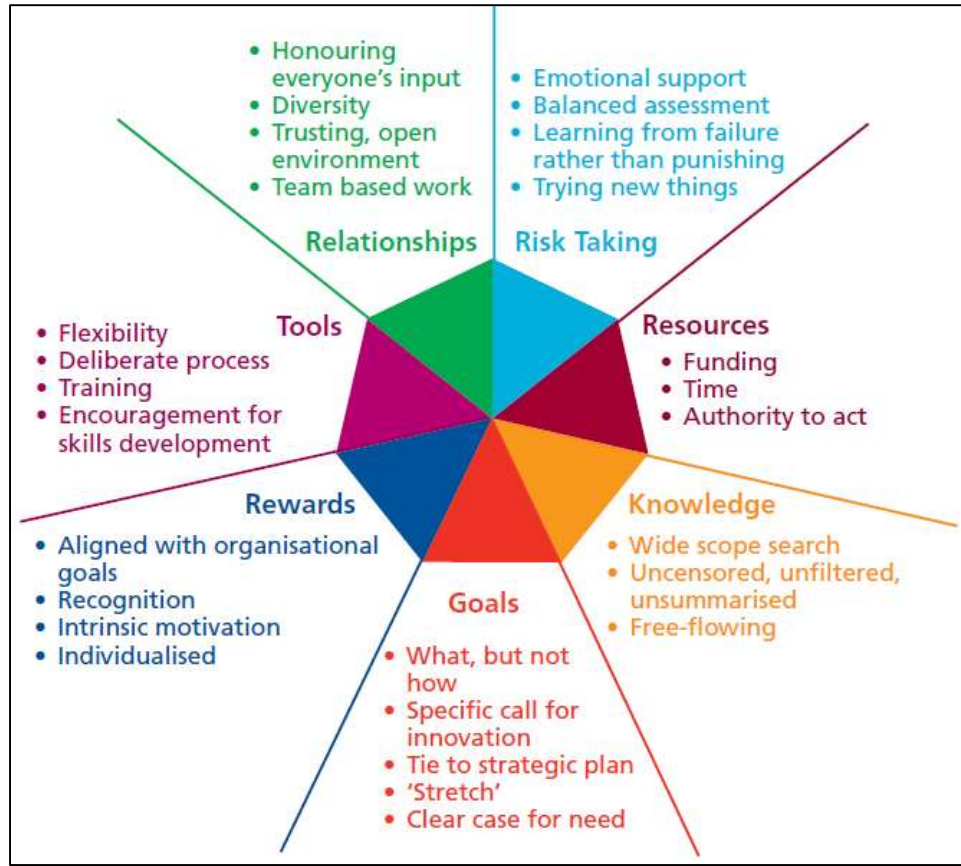 • Honouring
everyone's input
• Diversity
• Trusting, open
environment
• Team based work
Relationships
• Emotional support
• Balanced assessment
• Learning from failure
rather than punishing
• Trying new things
Risk Taking
Resources
• Funding
• Time
• Authority to act
Knowledge
• Wide scope search
• Uncensored, unfiltered,
unsummarised
• Free-flowing
Goals
• What, but not
how
• Specific call for
innovation
• Tie to strategic plan
• 'Stretch'
• Clear case for need
Rewards
• Aligned with organisational
goals
• Recognition
• Intrinsic motivation
• Individualised
Tools
• Flexibility
• Deliberate process
• Training
• Encouragement for
skills development